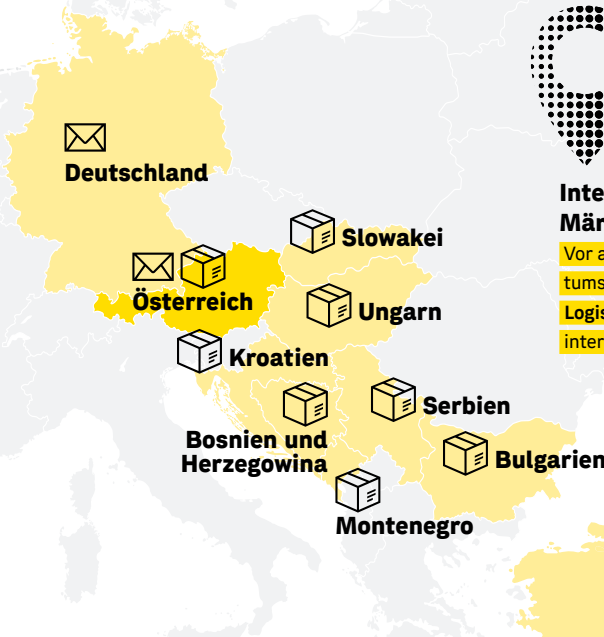 Deutschland
Slowakei
Österreich
Ungarn
Kroatien
Serbien
Bosnien und
Herzegowina
Bulgarien
Montenegro
Inte
Mär
Vor a
tums
Logis
inter